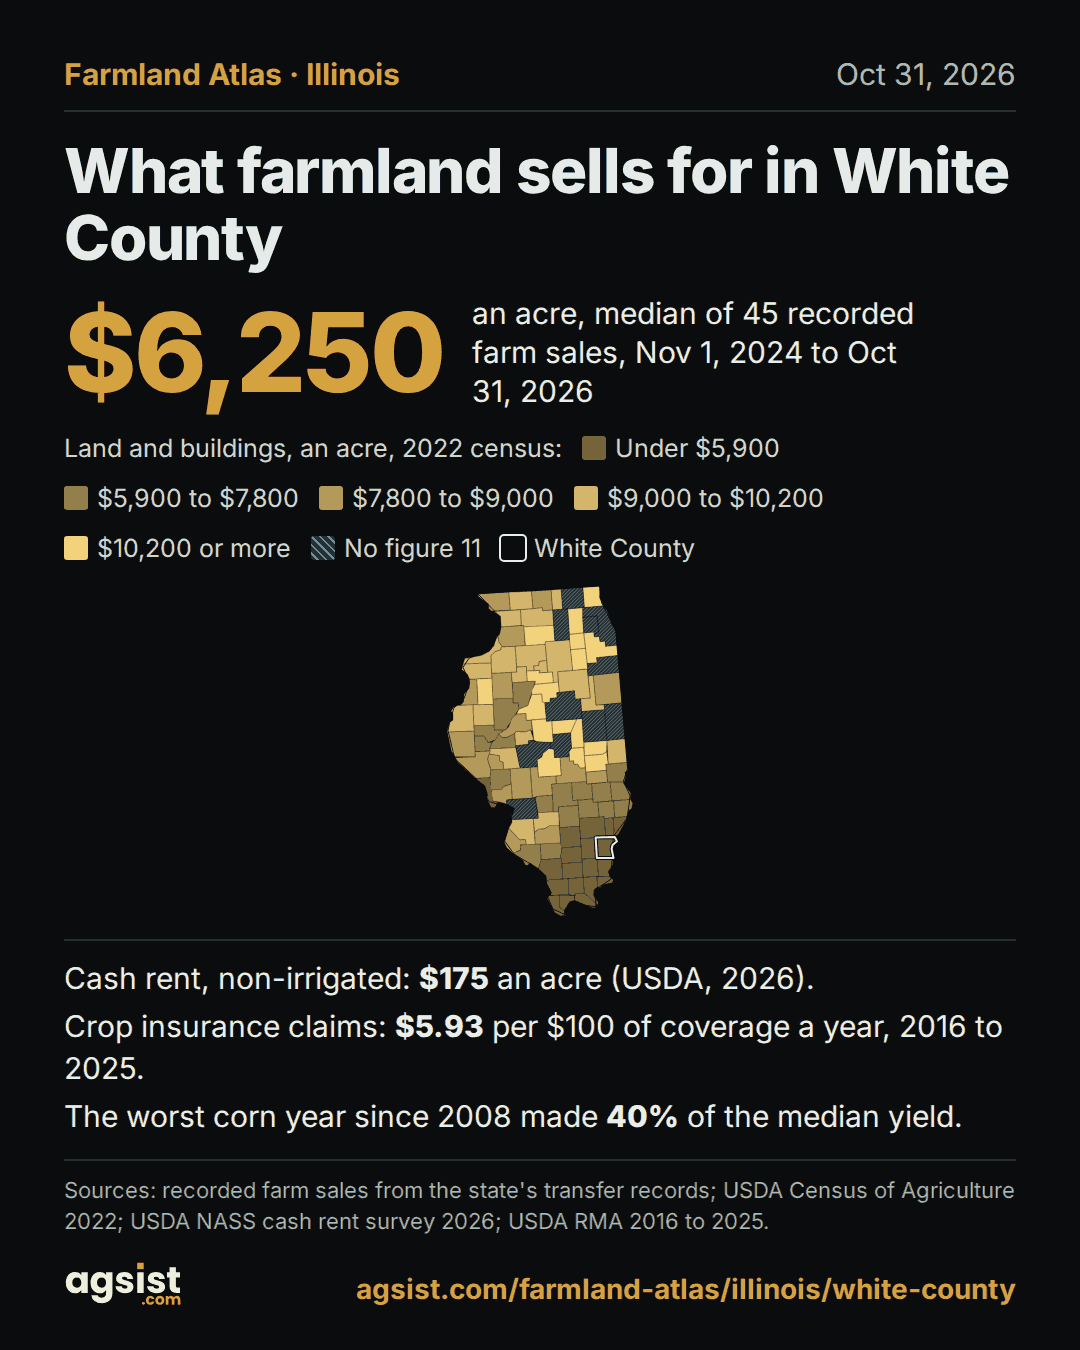 Farmland Atlas · Illinois
Oct 31, 2026
What farmland sells for in White
County
$6,250
an acre, median of 45 recorded
farm sales, Nov 1, 2024 to Oct
31, 2026
Land and buildings, an acre, 2022 census: Under $5,900
$5,900 to $7,800 $7,800 to $9,000 $9,000 to $10,200
$10,200 or more No figure 11 White County
Cash rent, non-irrigated: $175 an acre (USDA, 2026).
Crop insurance claims: $5.93 per $100 of coverage a year, 2016 to
2025.
The worst corn year since 2008 made 40% of the median yield.
Sources: recorded farm sales from the state's transfer records; USDA Census of Agriculture
2022; USDA NASS cash rent survey 2026; USDA RMA 2016 to 2025.
agsist
.com
agsist.com/farmland-atlas/illinois/white-county